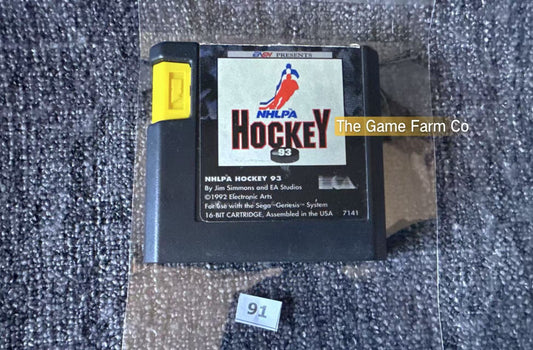 EASN PRESENTS
NHLPA
HOCKEY
93
The Game Farm Co
NHLPA HOCKEY 93
By Jim Simmons and EA Studios
©1992 Electronic Arts
For use with the Sega Genesis System
16-BIT CARTRIDGE, Assembled in the USA 7141
EA
91